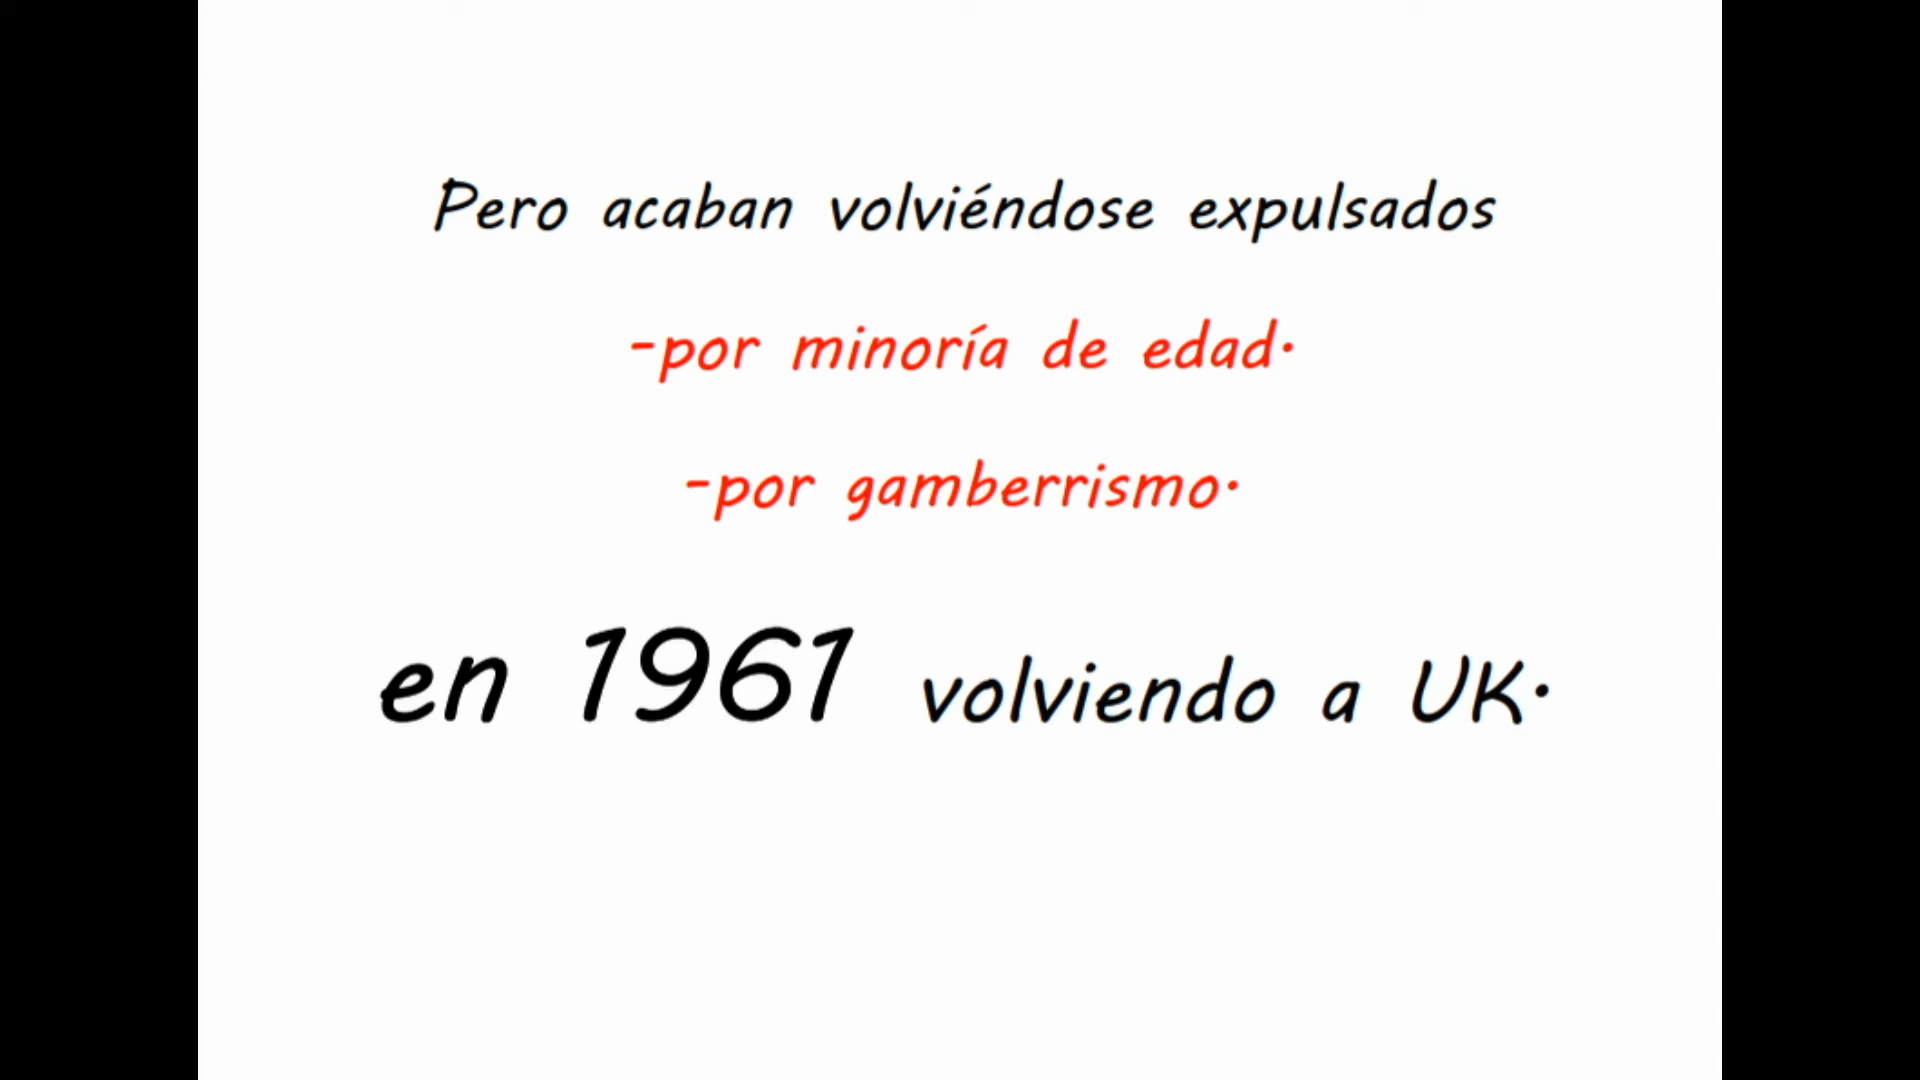 Pero acaban volviéndose expulsados
-por minoría de edad.
-por gamberrismo.
en 1961 volviendo a UK.